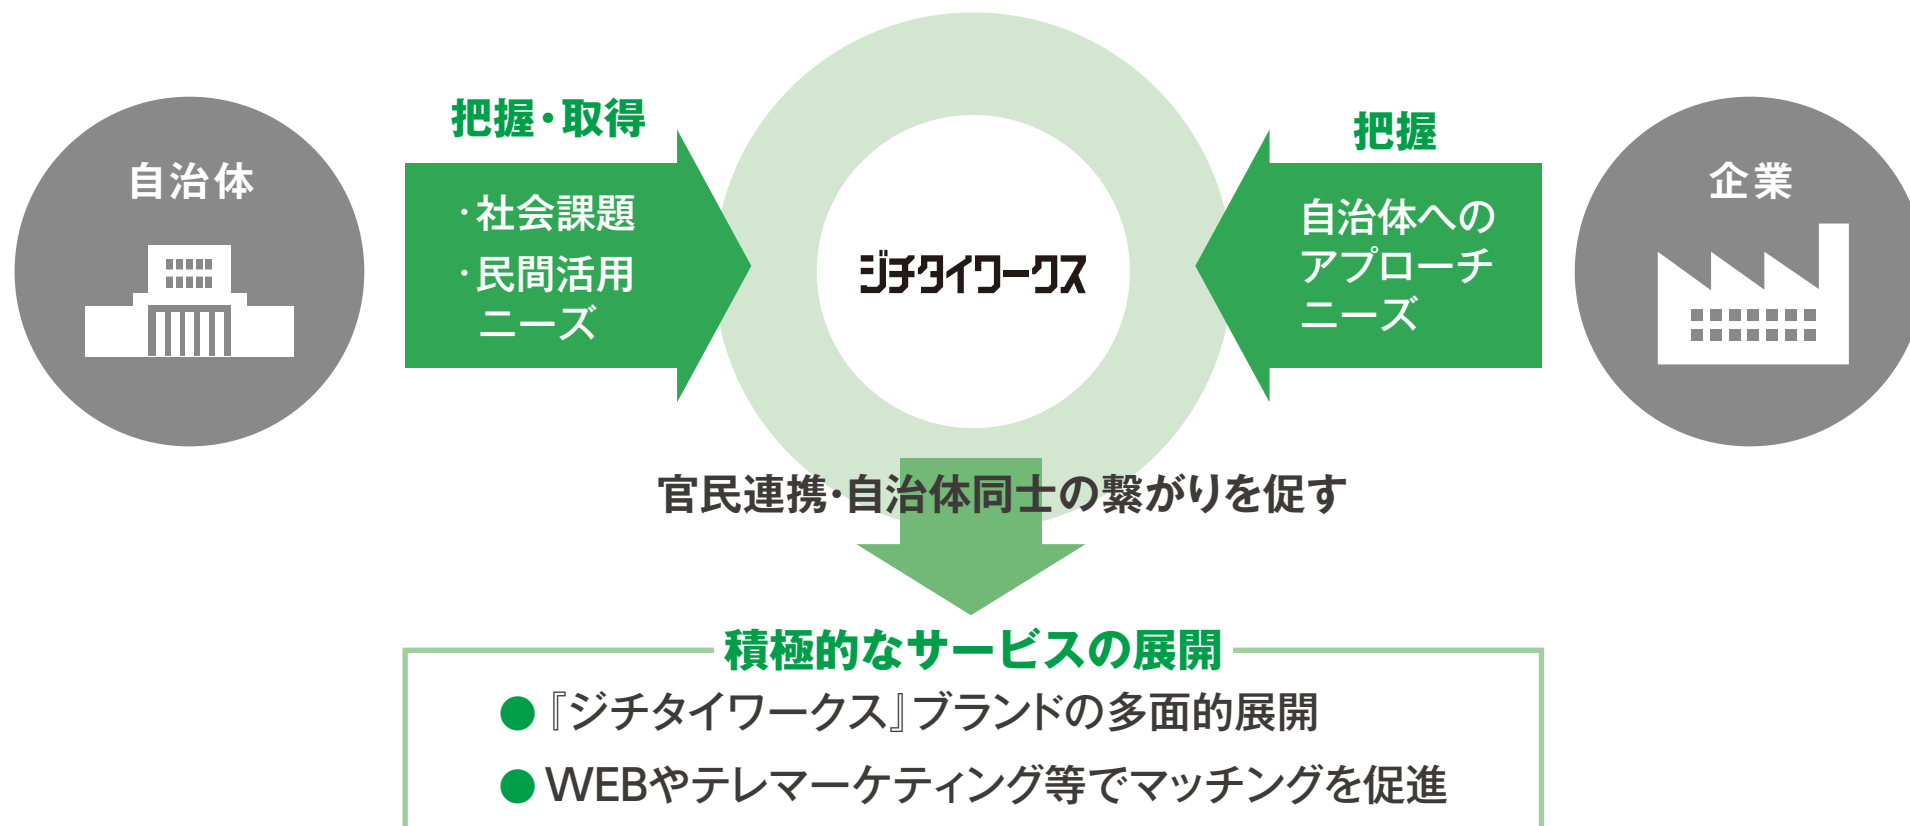 自治体
把握・取得
・社会課題
・民間活用
ニーズ
ジチタイワークス
把握
自治体への
アプローチ
ニーズ
企業
官民連携・自治体同士の繋がりを促す
積極的なサービスの展開
●『ジチタイワークス』ブランドの多面的展開
●WEBやテレマーケティング等でマッチングを促進